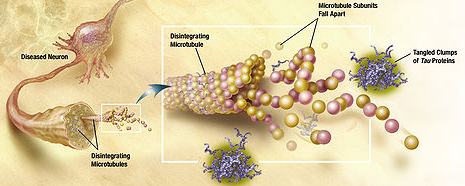 Diseased Neuron
Disintegrating
Microtubules
Disintegrating
Microtubule
Microtubule Subunits
Fall Apart
Tangled Clumps
of Tau Proteins